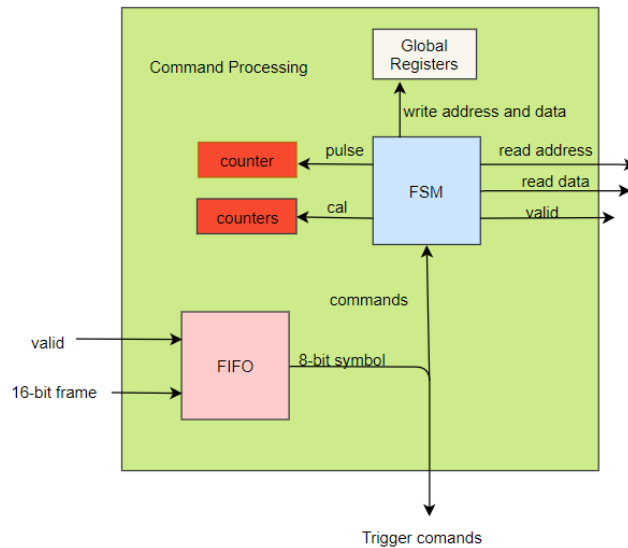 Global
Registers
Command Processing
write address and data
counter
pulse
read address
FSM
read data
counters
cal
valid
commands
valid
FIFO
8-bit symbol
16-bit frame
Trigger comands